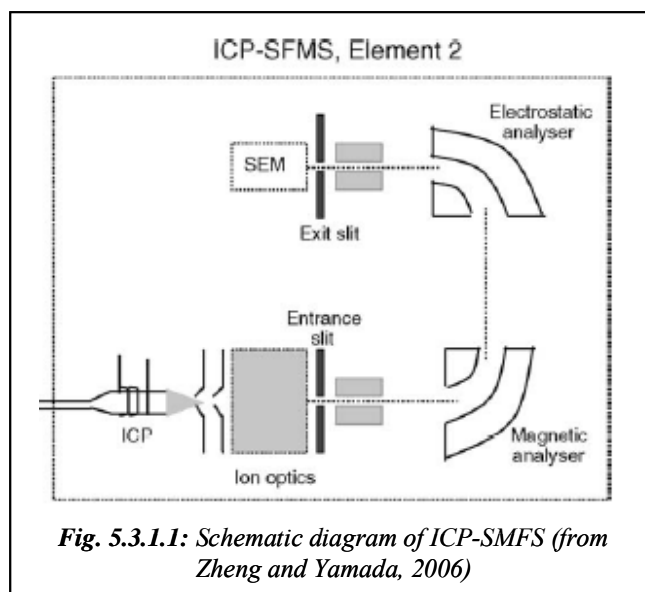 ICP-SFMS, Element 2
Electrostatic
analyser
SEM
Exit slit
Entrance
slit
ICP
Ion optics
Magnetic
analyser
Fig. 5.3.1.1: Schematic diagram of ICP-SMFS (from
Zheng and Yamada, 2006)